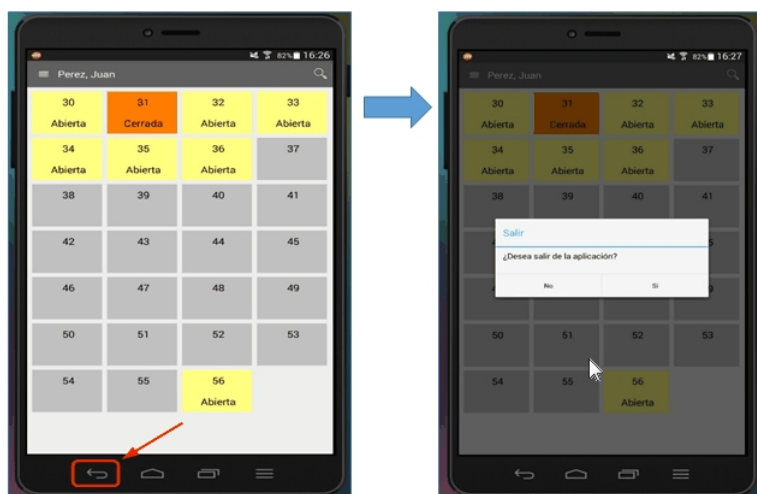 82% 16:26
Perez, Juan
30 31 32 33
Abierta Cerrada Abierta Abierta
34 35 36 37
Abierta Abierta Abierta
38 39 40 41
42 43 44 45
46 47 48 49
50 51 52 53
54 55 56
Abierta
82% 16:27
Perez, Juan
30 31 32 33
Abierta Cerrada Abierta Abierta
34 35 36 37
Abierta Abierta Abierta
38 39 40 41
Salir
¿Desea salir de la aplicación?
No Si
50 51 52 53
54 55 56
Abierta